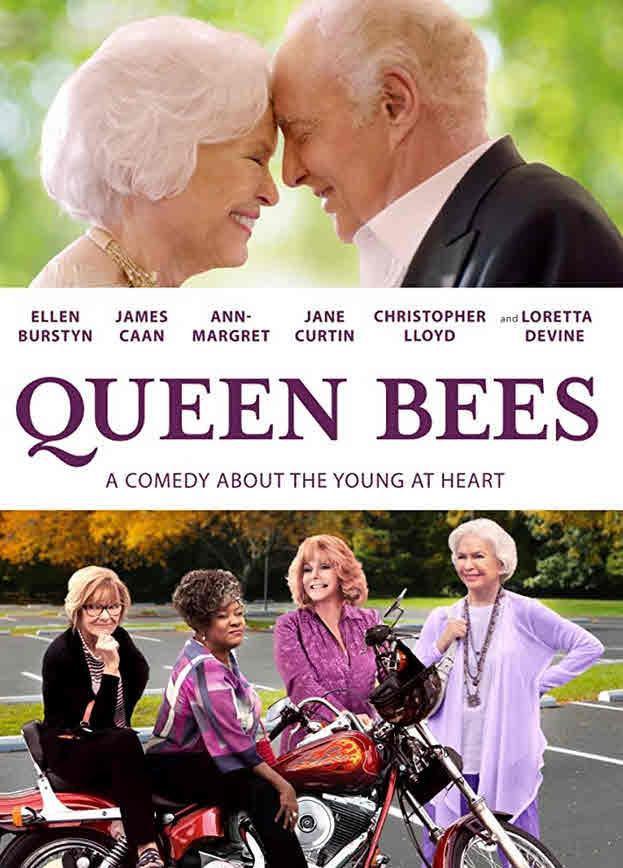 ELLEN JAMES ANN- JANE CHRISTOPHER and LORETTA
BURSTYN CAAN MARGRET CURTIN LLOYD DEVINE
QUEEN BEES
A COMEDY ABOUT THE YOUNG AT HEART